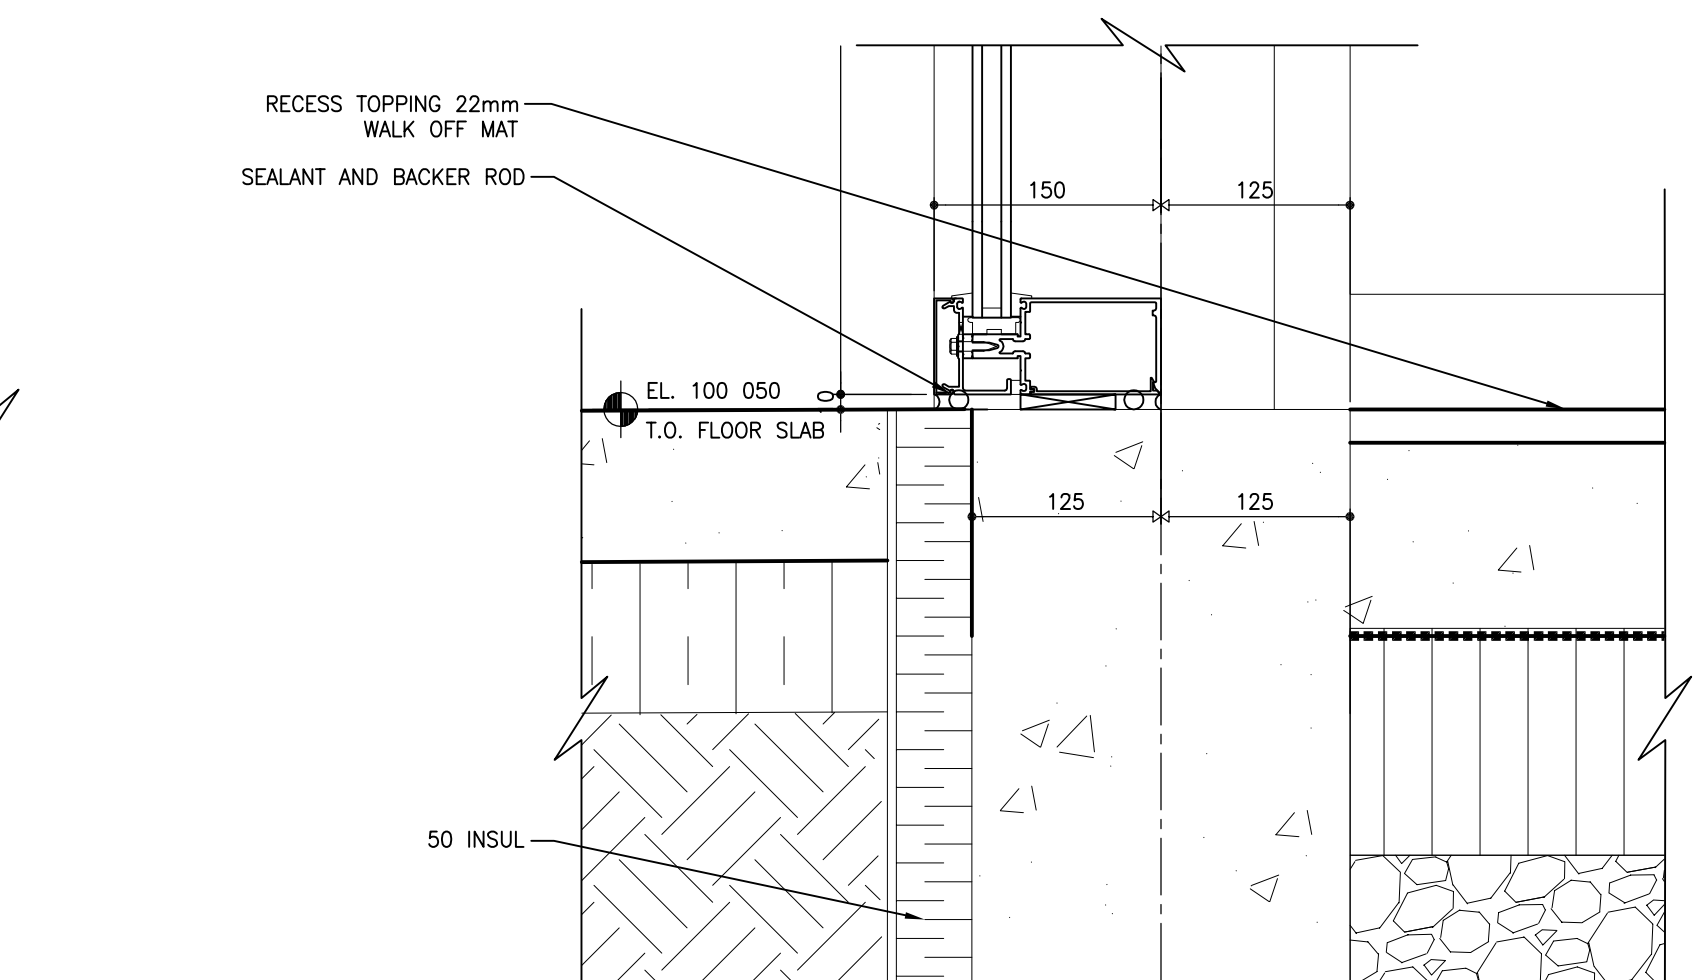 RECESS TOPPING 22mm
WALK OFF MAT
SEALANT AND BACKER ROD
150
125
EL. 100 050
0
T.O. FLOOR SLAB
125
125
50 INSUL